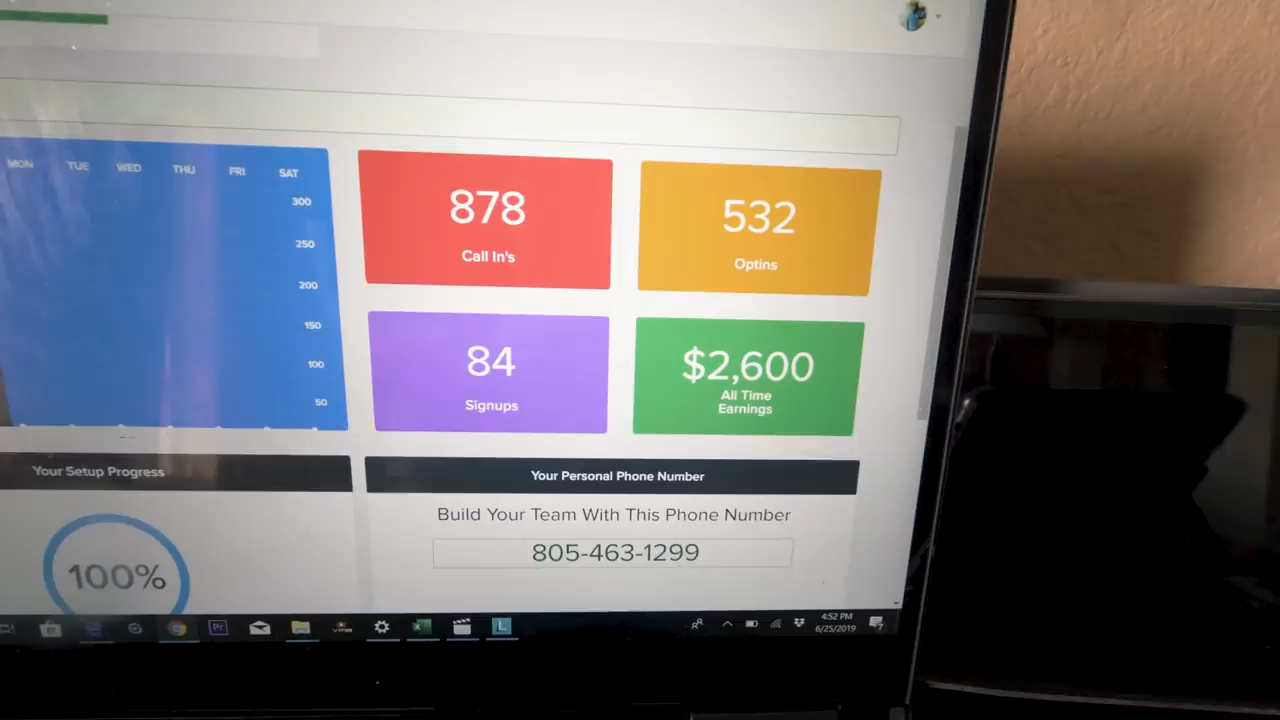 MON TUE WED THU FRI SAT
300
250
200
150
100
50
878
Call In's
532
Optins
84
Signups
$2,600
All Time
Earnings
Your Setup Progress
100%
Your Personal Phone Number
Build Your Team With This Phone Number
805-463-1299
Pr
L
4:52 PM
6/25/2019